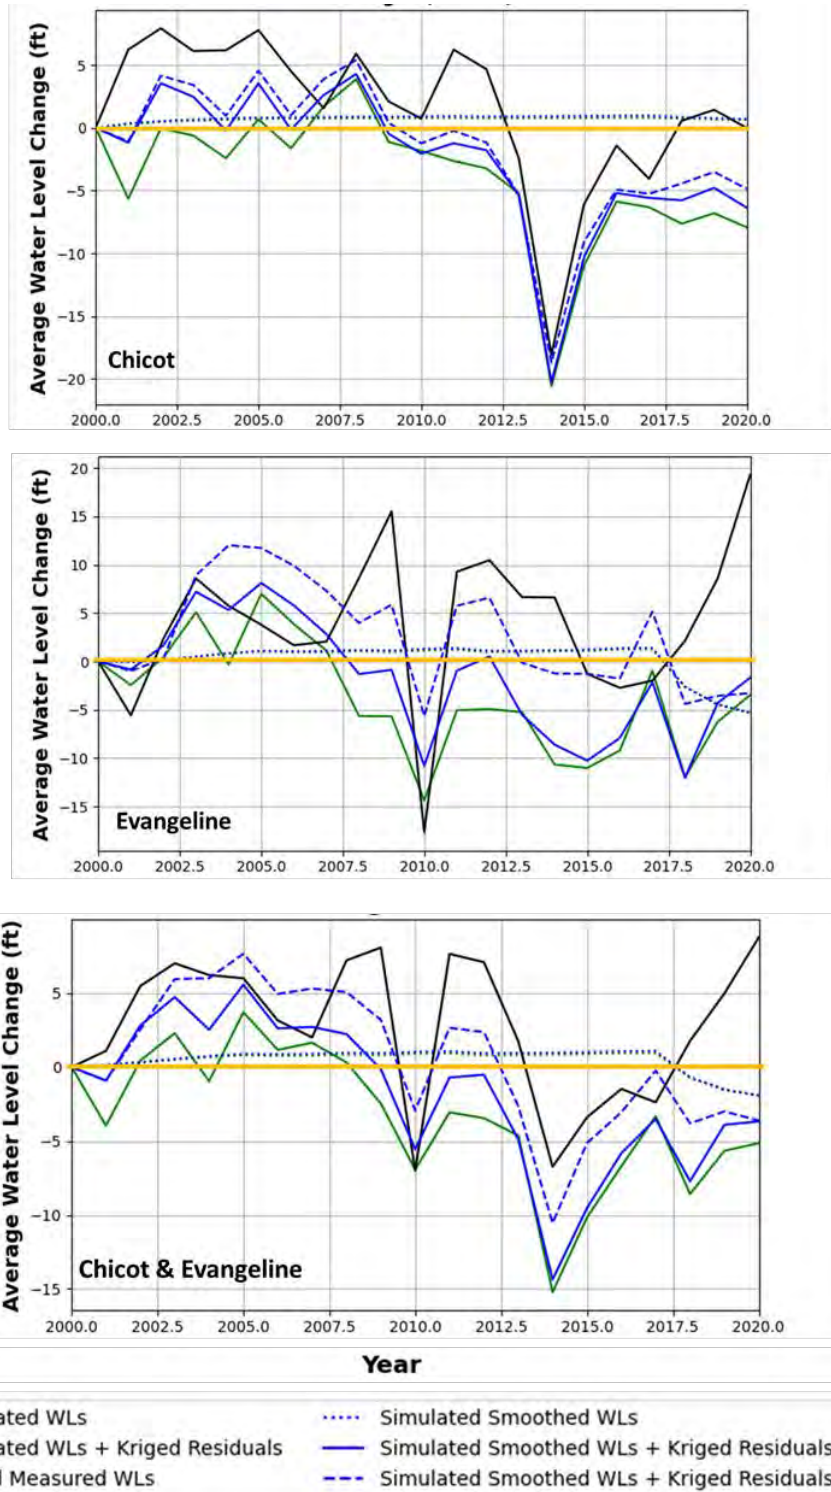 Average Water Level Change (ft)
5
0
−5
−10
−15
−20
Chicot
2000.0 2002.5 2005.0 2007.5 2010.0 2012.5 2015.0 2017.5 2020.0
Average Water Level Change (ft)
20
15
10
5
0
−5
−10
−15
Evangeline
2000.0 2002.5 2005.0 2007.5 2010.0 2012.5 2015.0 2017.5 2020.0
Average Water Level Change (ft)
5
0
−5
−10
−15
Chicot & Evangeline
2000.0 2002.5 2005.0 2007.5 2010.0 2012.5 2015.0 2017.5 2020.0
Year
ated WLs Simulated Smoothed WLs
ated WLs + Kriged Residuals Simulated Smoothed WLs + Kriged Residuals
Measured WLs Simulated Smoothed WLs + Kriged Residuals